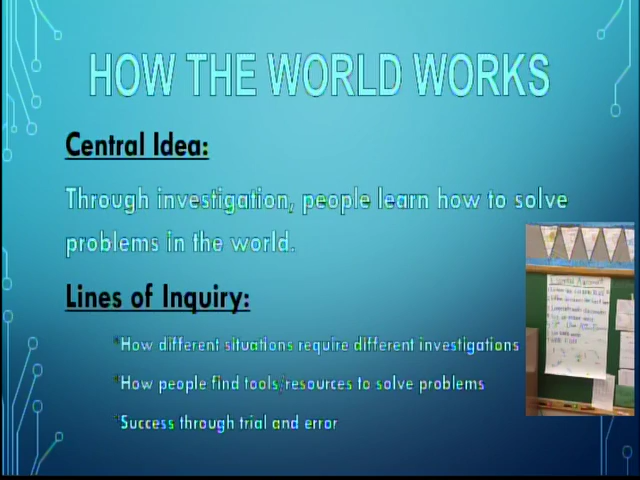 HOW THE WORLD WORKS
Central Idea:
Through investigation, people learn how to solve
problems in the world.
Lines of Inquiry:
*How different situations require different investigations
*How people find tools/resources to solve problems
*Success through trial and error